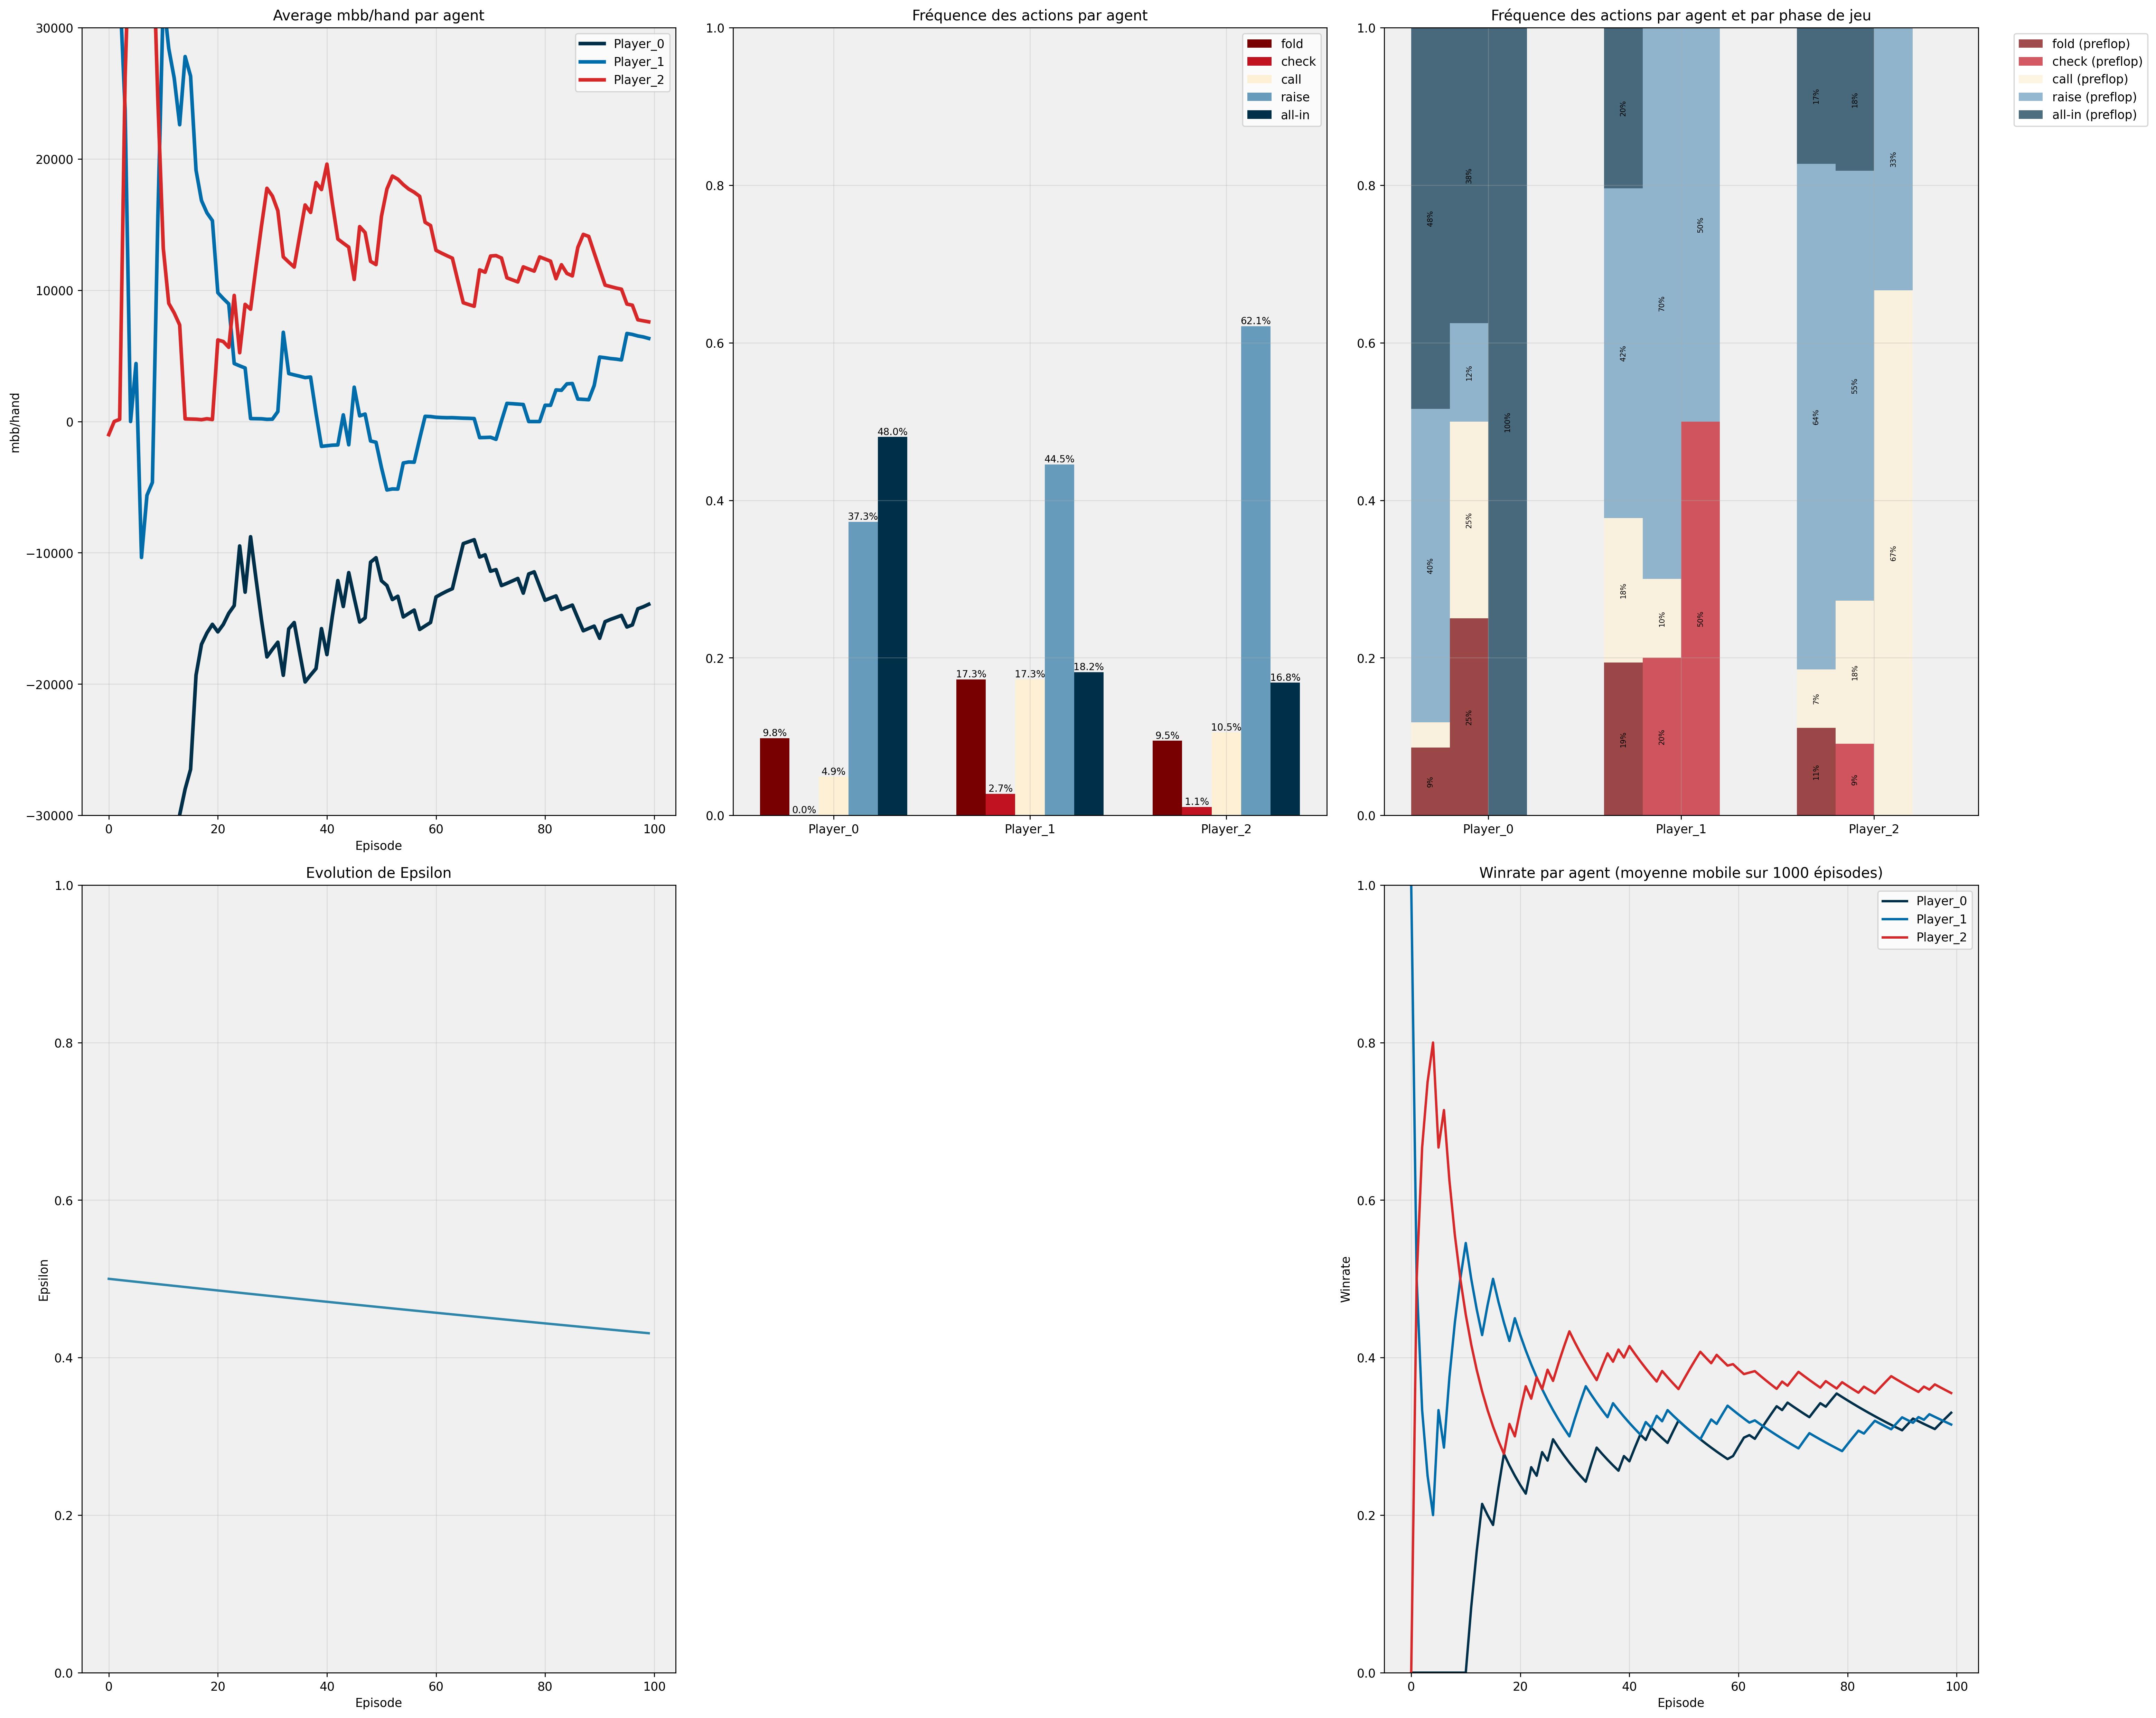 Average mbb/hand par agent
30000
20000
10000
0
−10000
−20000
−30000
mbb/hand
0
20
40
60
80
100
Episode
Player_0
Player_1
Player_2
Fréquence des actions par agent
1.0
0.8
0.6
0.4
0.2
0.0
fold
check
call
raise
all-in
9.8%
0.0%
4.9%
37.3%
48.0%
17.3%
2.7%
17.3%
44.5%
18.2%
9.5%
1.1%
10.5%
62.1%
16.8%
Player_0
Player_1
Player_2
Fréquence des actions par agent et par phase de jeu
1.0
0.8
0.6
0.4
0.2
0.0
9%
40%
48%
25%
25%
12%
38%
100%
19%
18%
42%
20%
20%
10%
70%
50%
50%
11%
7%
64%
17%
9%
18%
55%
18%
67%
33%
Player_0
Player_1
Player_2
fold (preflop)
check (preflop)
call (preflop)
raise (preflop)
all-in (preflop)
Evolution de Epsilon
1.0
0.8
0.6
0.4
0.2
0.0
Epsilon
0
20
40
60
80
100
Episode
Winrate par agent (moyenne mobile sur 1000 épisodes)
1.0
0.8
0.6
0.4
0.2
0.0
Winrate
0
20
40
60
80
100
Episode
Player_0
Player_1
Player_2